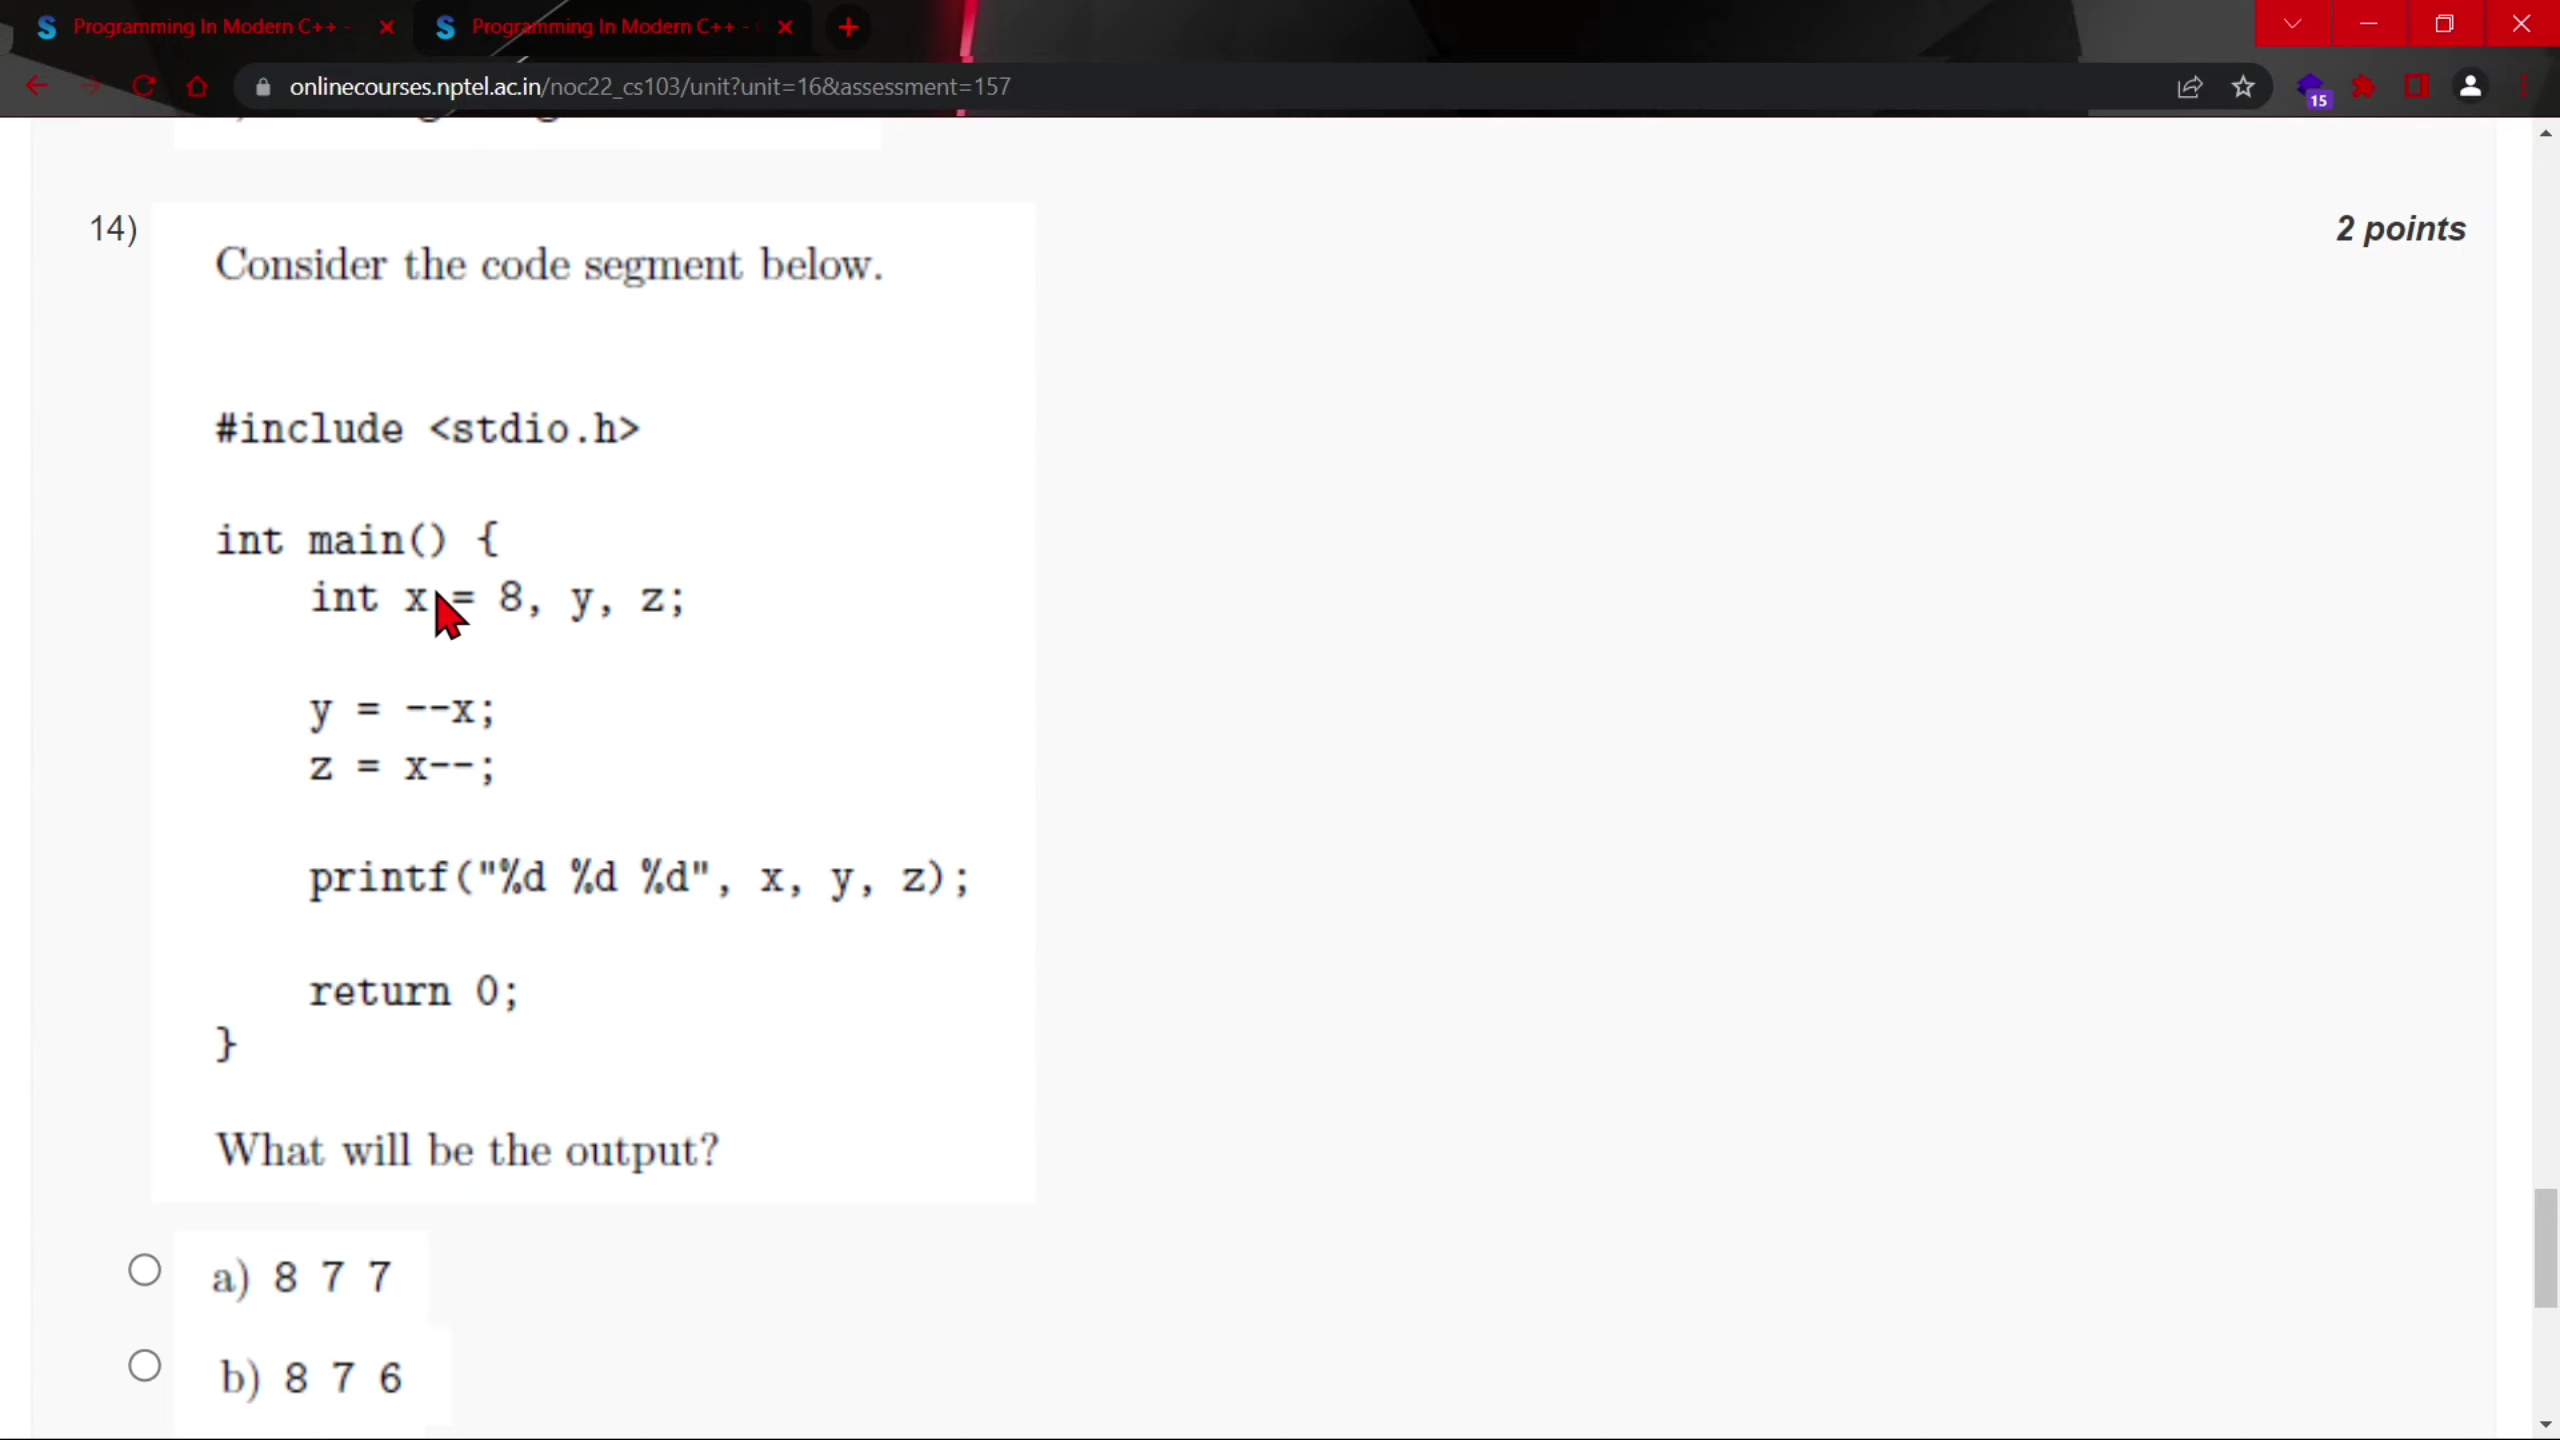 Programming In Modern C++ -
Programming In Modern C++ -
onlinecourses.nptel.ac.in/noc22_cs103/unit?unit=16&assessment=157
15
14)
2 points
Consider the code segment below.
#include <stdio.h>
int main() {
int x = 8, y, z;
y = --x;
z = x--;
printf("%d %d %d", x, y, z);
return 0;
}
What will be the output?
a) 8 7 7
b) 8 7 6